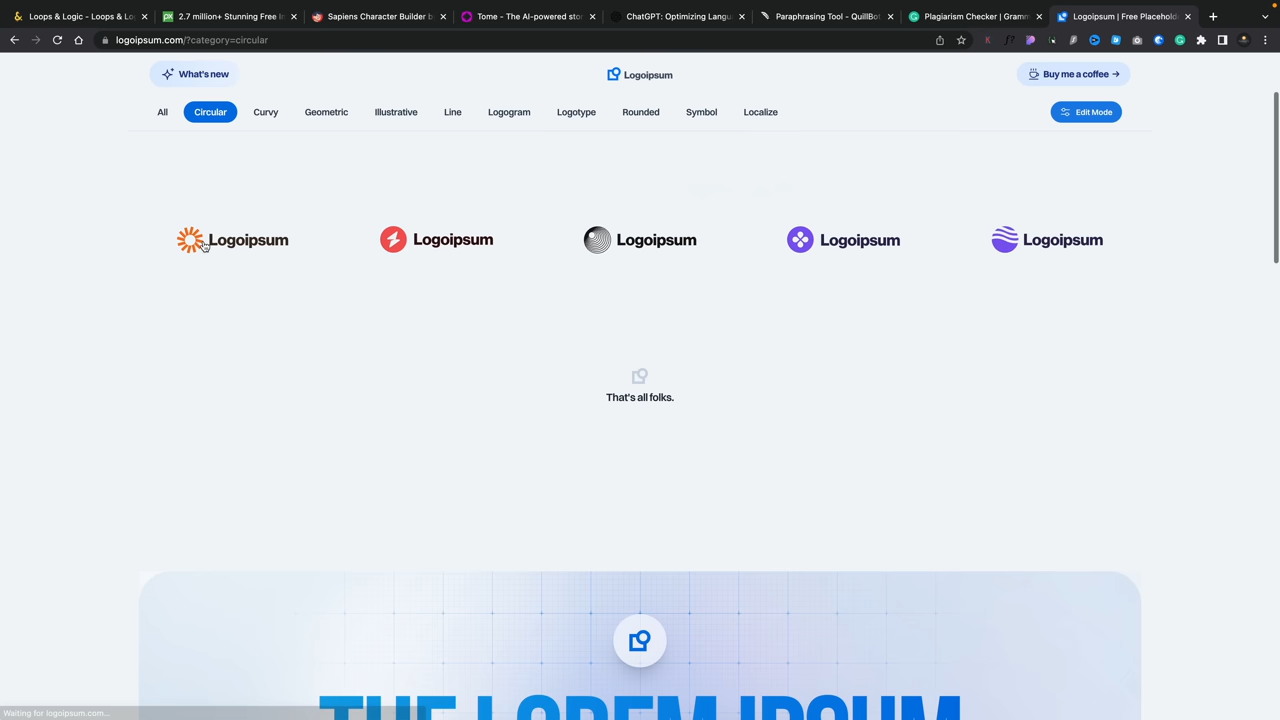 Loops & Logic - Loops & Lo
2.7 million+ Stunning Free In
Sapiens Character Builder b
Tome - The AI-powered stor
ChatGPT: Optimizing Langu
Paraphrasing Tool - QuillBot
Plagiarism Checker | Gramm
Logoipsum | Free Placehold
logoipsum.com/?category=circular
What's new
Logoipsum
Buy me a coffee →
All
Circular
Curvy
Geometric
Illustrative
Line
Logogram
Logotype
Rounded
Symbol
Localize
Edit Mode
Logoipsum
Logoipsum
Logoipsum
Logoipsum
Logoipsum
That's all folks.
THE LOREM IPSUM
Waiting for logoipsum.com...